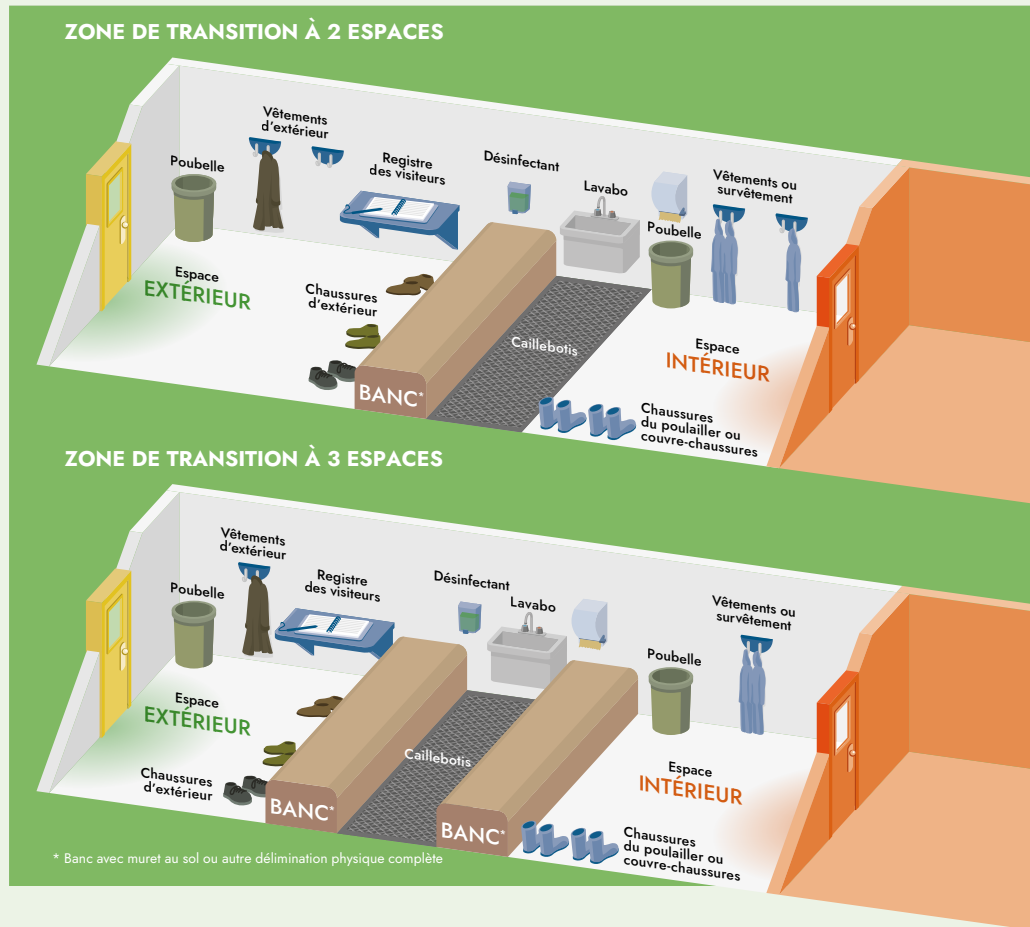 ZONE DE TRANSITION À 2 ESPACES
Vêtements
d'extérieur
Poubelle
Registre
des visiteurs
Désinfectant
Lavabo
Vêtements ou
survêtement
Poubelle
Espace
EXTÉRIEUR
Chaussures
d'extérieur
Caillebotis
Espace
INTÉRIEUR
BANC*
Chaussures
du poulailler ou
couvre-chaussures
ZONE DE TRANSITION À 3 ESPACES
Vêtements
d'extérieur
Poubelle
Registre
des visiteurs
Désinfectant
Lavabo
Vêtements ou
survêtement
Poubelle
Espace
EXTÉRIEUR
Caillebotis
Espace
INTÉRIEUR
Chaussures
d'extérieur
BANC*
BANC*
Chaussures
du poulailler ou
couvre-chaussures
* Banc avec muret au sol ou autre délimination physique complète